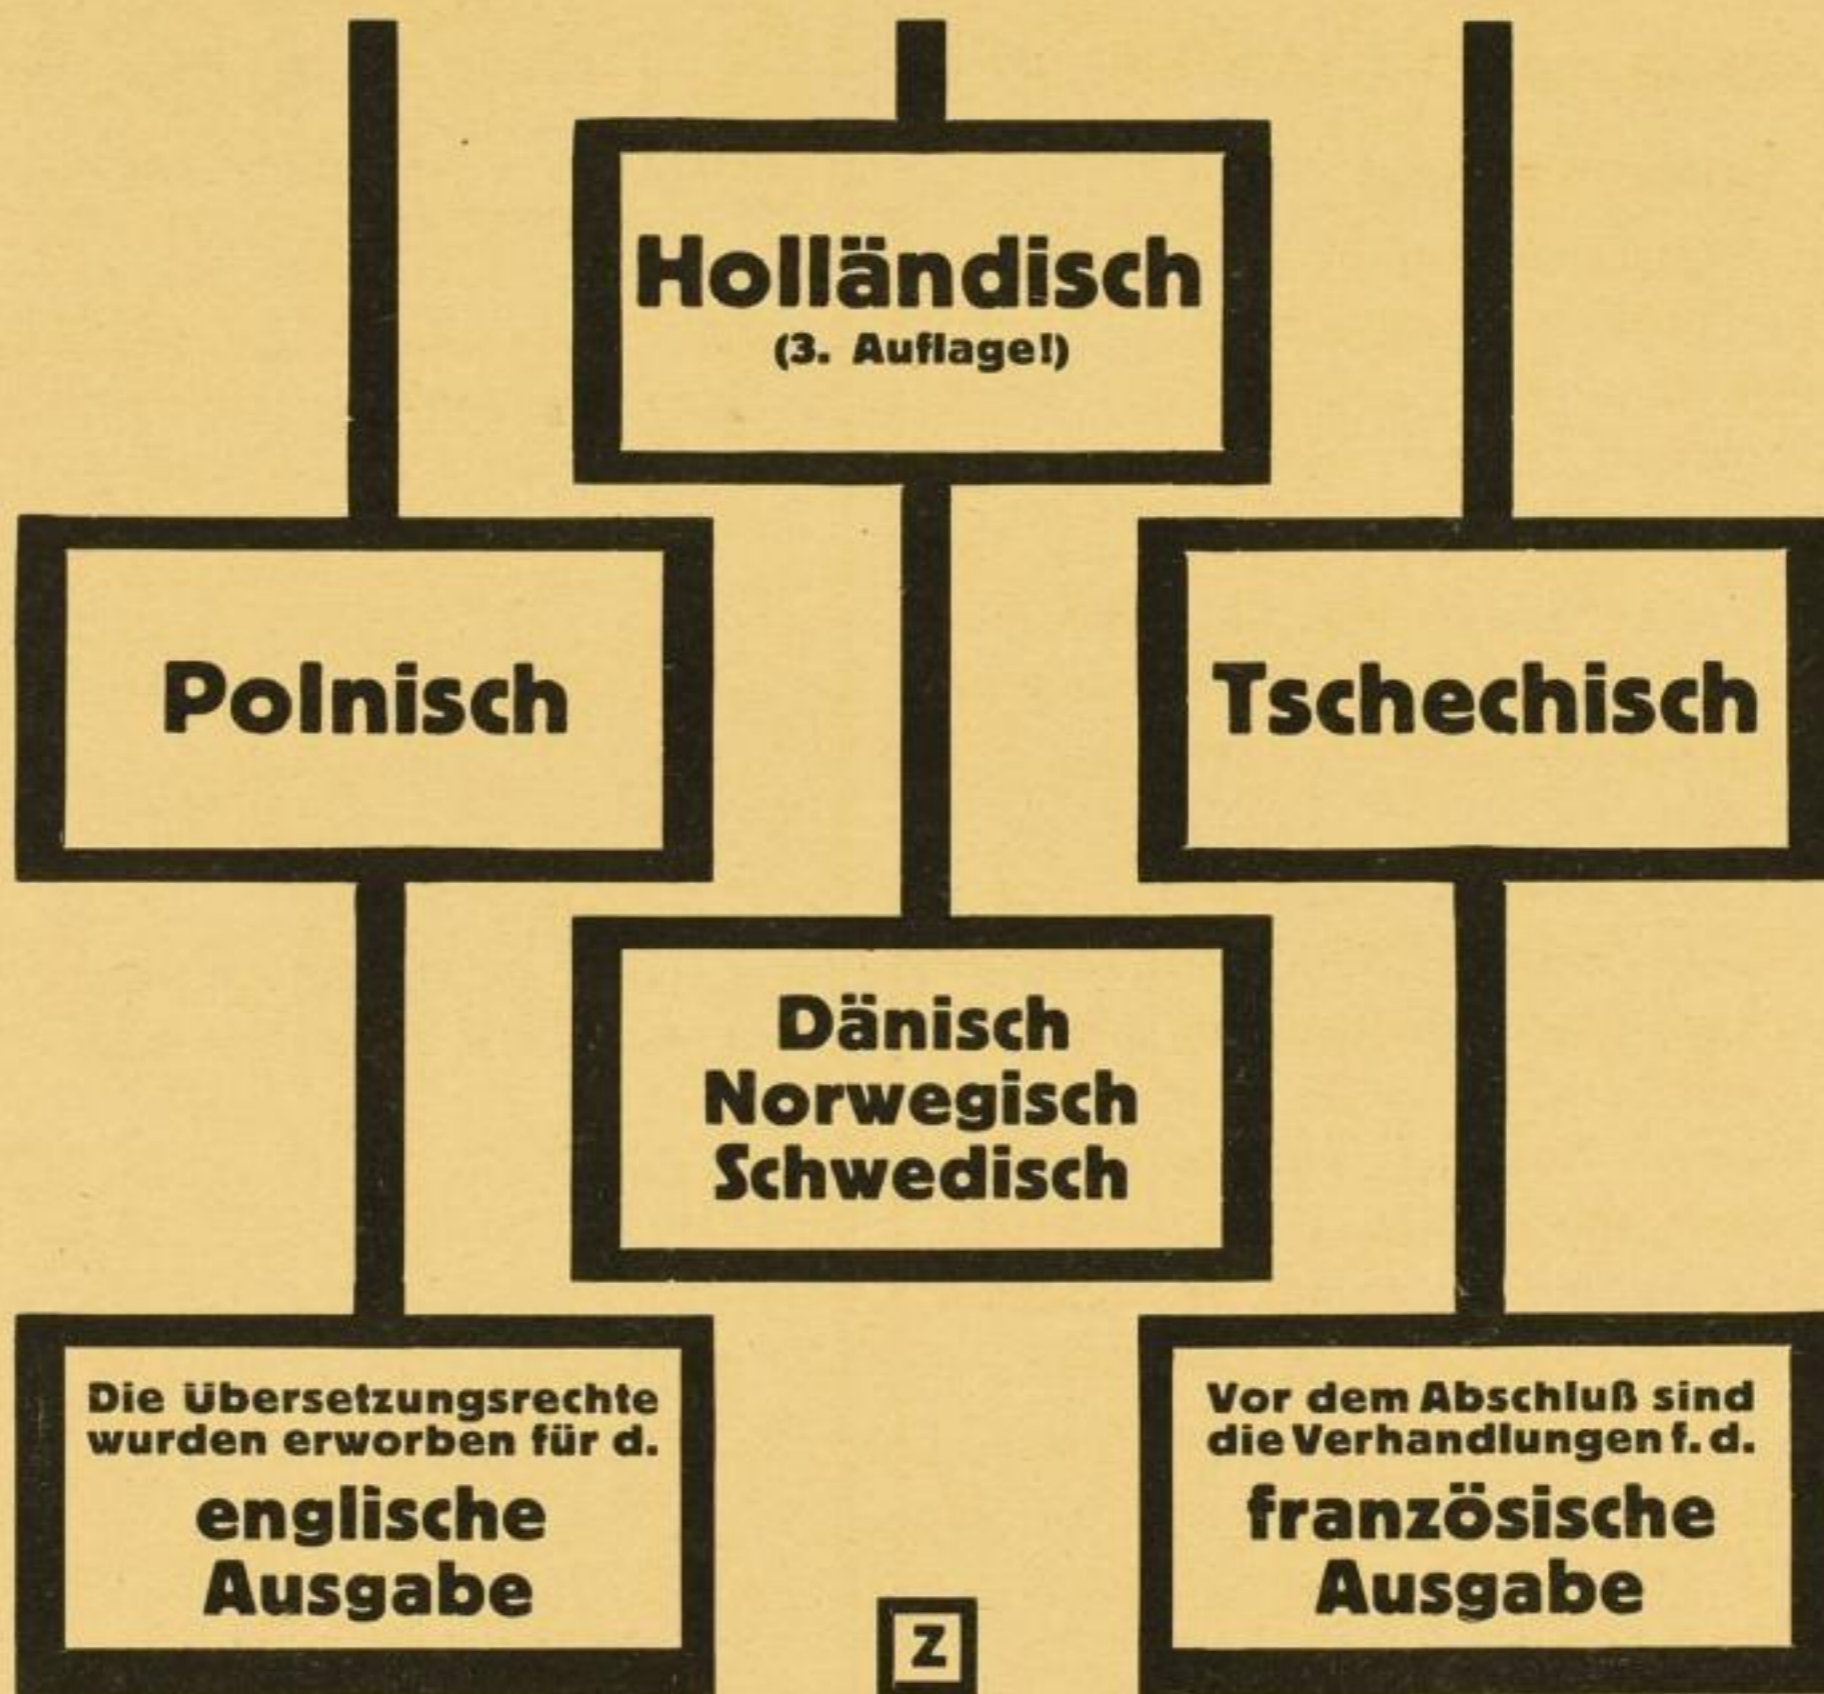 Holländisch
(3. Auflage!)
Polnisch
Tschechisch
Dänisch
Norwegisch
Schwedisch
Die Übersetzungsrechte
wurden erworben für d.
englische
Ausgabe
Vor dem Abschluß sind
die Verhandlungen f. d.
französische
Ausgabe
Z